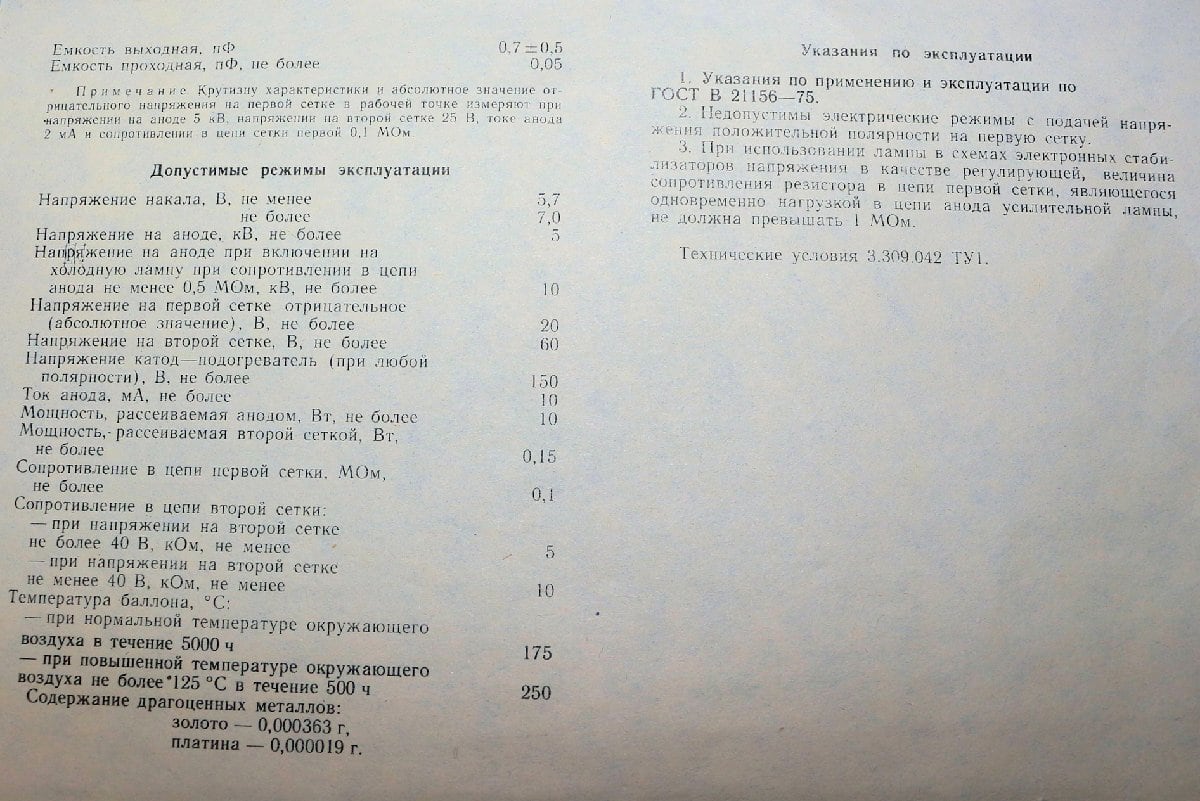 Емкость выходная, пФ 0,7±0,5
Емкость проходная, пФ, не более 0,05
Примечание Крутизну характеристики и абсолютное значение от-
рицательного напряжения на первой сетке в рабочей точке измеряют при
напряжении на аноде 5 кВ, напряжении на второй сетке 25 В, токе анода
2 мА и сопротивлении в цепи сетки первой 0,1 МОм
Допустимые режимы эксплуатации
Напряжение накала, В, не менее 5,7
не более 7,0
Напряжение на аноде, кВ, не более 5
Напряжение на аноде при включении на
холодную лампу при сопротивлении в цепи
анода не менее 0,5 МОм, кВ, не более 10
Напряжение на первой сетке отрицательное
(абсолютное значение), В, не более 20
Напряжение на второй сетке, В, не более 60
Напряжение катод—подогреватель (при любой
полярности), В, не более 150
Ток анода, мА, не более 10
Мощность, рассеиваемая анодом, Вт, не более 10
Мощность, рассеиваемая второй сеткой, Вт,
не более 0,15
Сопротивление в цепи первой сетки, МОм,
не более 0,1
Сопротивление в цепи второй сетки:
— при напряжении на второй сетке
не более 40 В, кОм, не менее 5
— при напряжении на второй сетке
не менее 40 В, кОм, не менее 10
Температура баллона, °С:
— при нормальной температуре окружающего
воздуха в течение 5000 ч 175
— при повышенной температуре окружающего
воздуха не более 125 °С в течение 500 ч 250
Содержание драгоценных металлов:
золото — 0,000363 г,
платина — 0,000019 г.
Указания по эксплуатации
1. Указания по применению и эксплуатации по
ГОСТ В 21156—75.
2. Недопустимы электрические режимы с подачей напря-
жения положительной полярности на первую сетку.
3. При использовании лампы в схемах электронных стаби-
лизаторов напряжения в качестве регулирующей, величина
сопротивления резистора в цепи первой сетки, являющегося
одновременно нагрузкой в цепи анода усилительной лампы,
не должна превышать 1 МОм.
Технические условия 3.309.042 ТУ1.